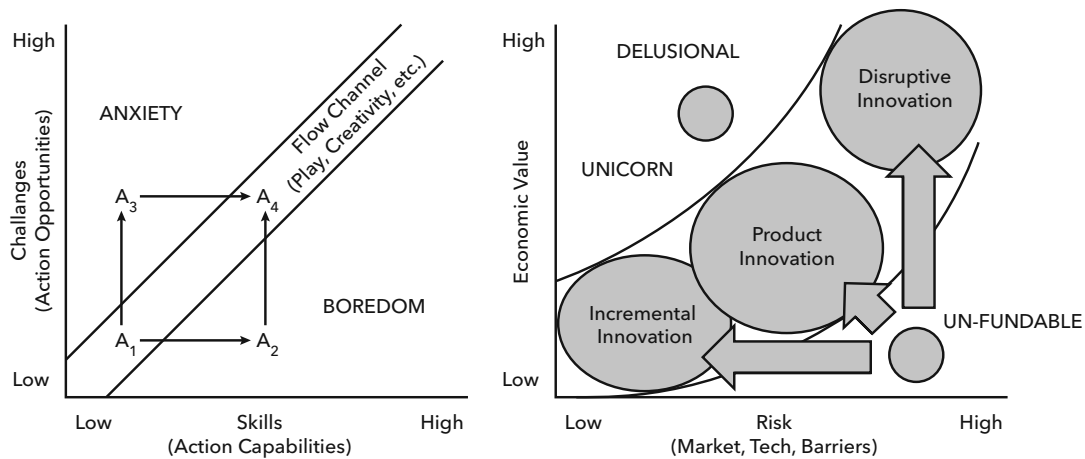 High
ANXIETY
Flow Channel
(Play, Creativity, etc.)
Challanges
(Action Opportunities)
A3
A4
A1
A2
BOREDOM
Low
Low
Skills
High
(Action Capabilities)
High
DELUSIONAL
Disruptive
Innovation
UNICORN
Economic Value
Product
Innovation
Incremental
Innovation
UN-FUNDABLE
Low
Low
Risk
High
(Market, Tech, Barriers)